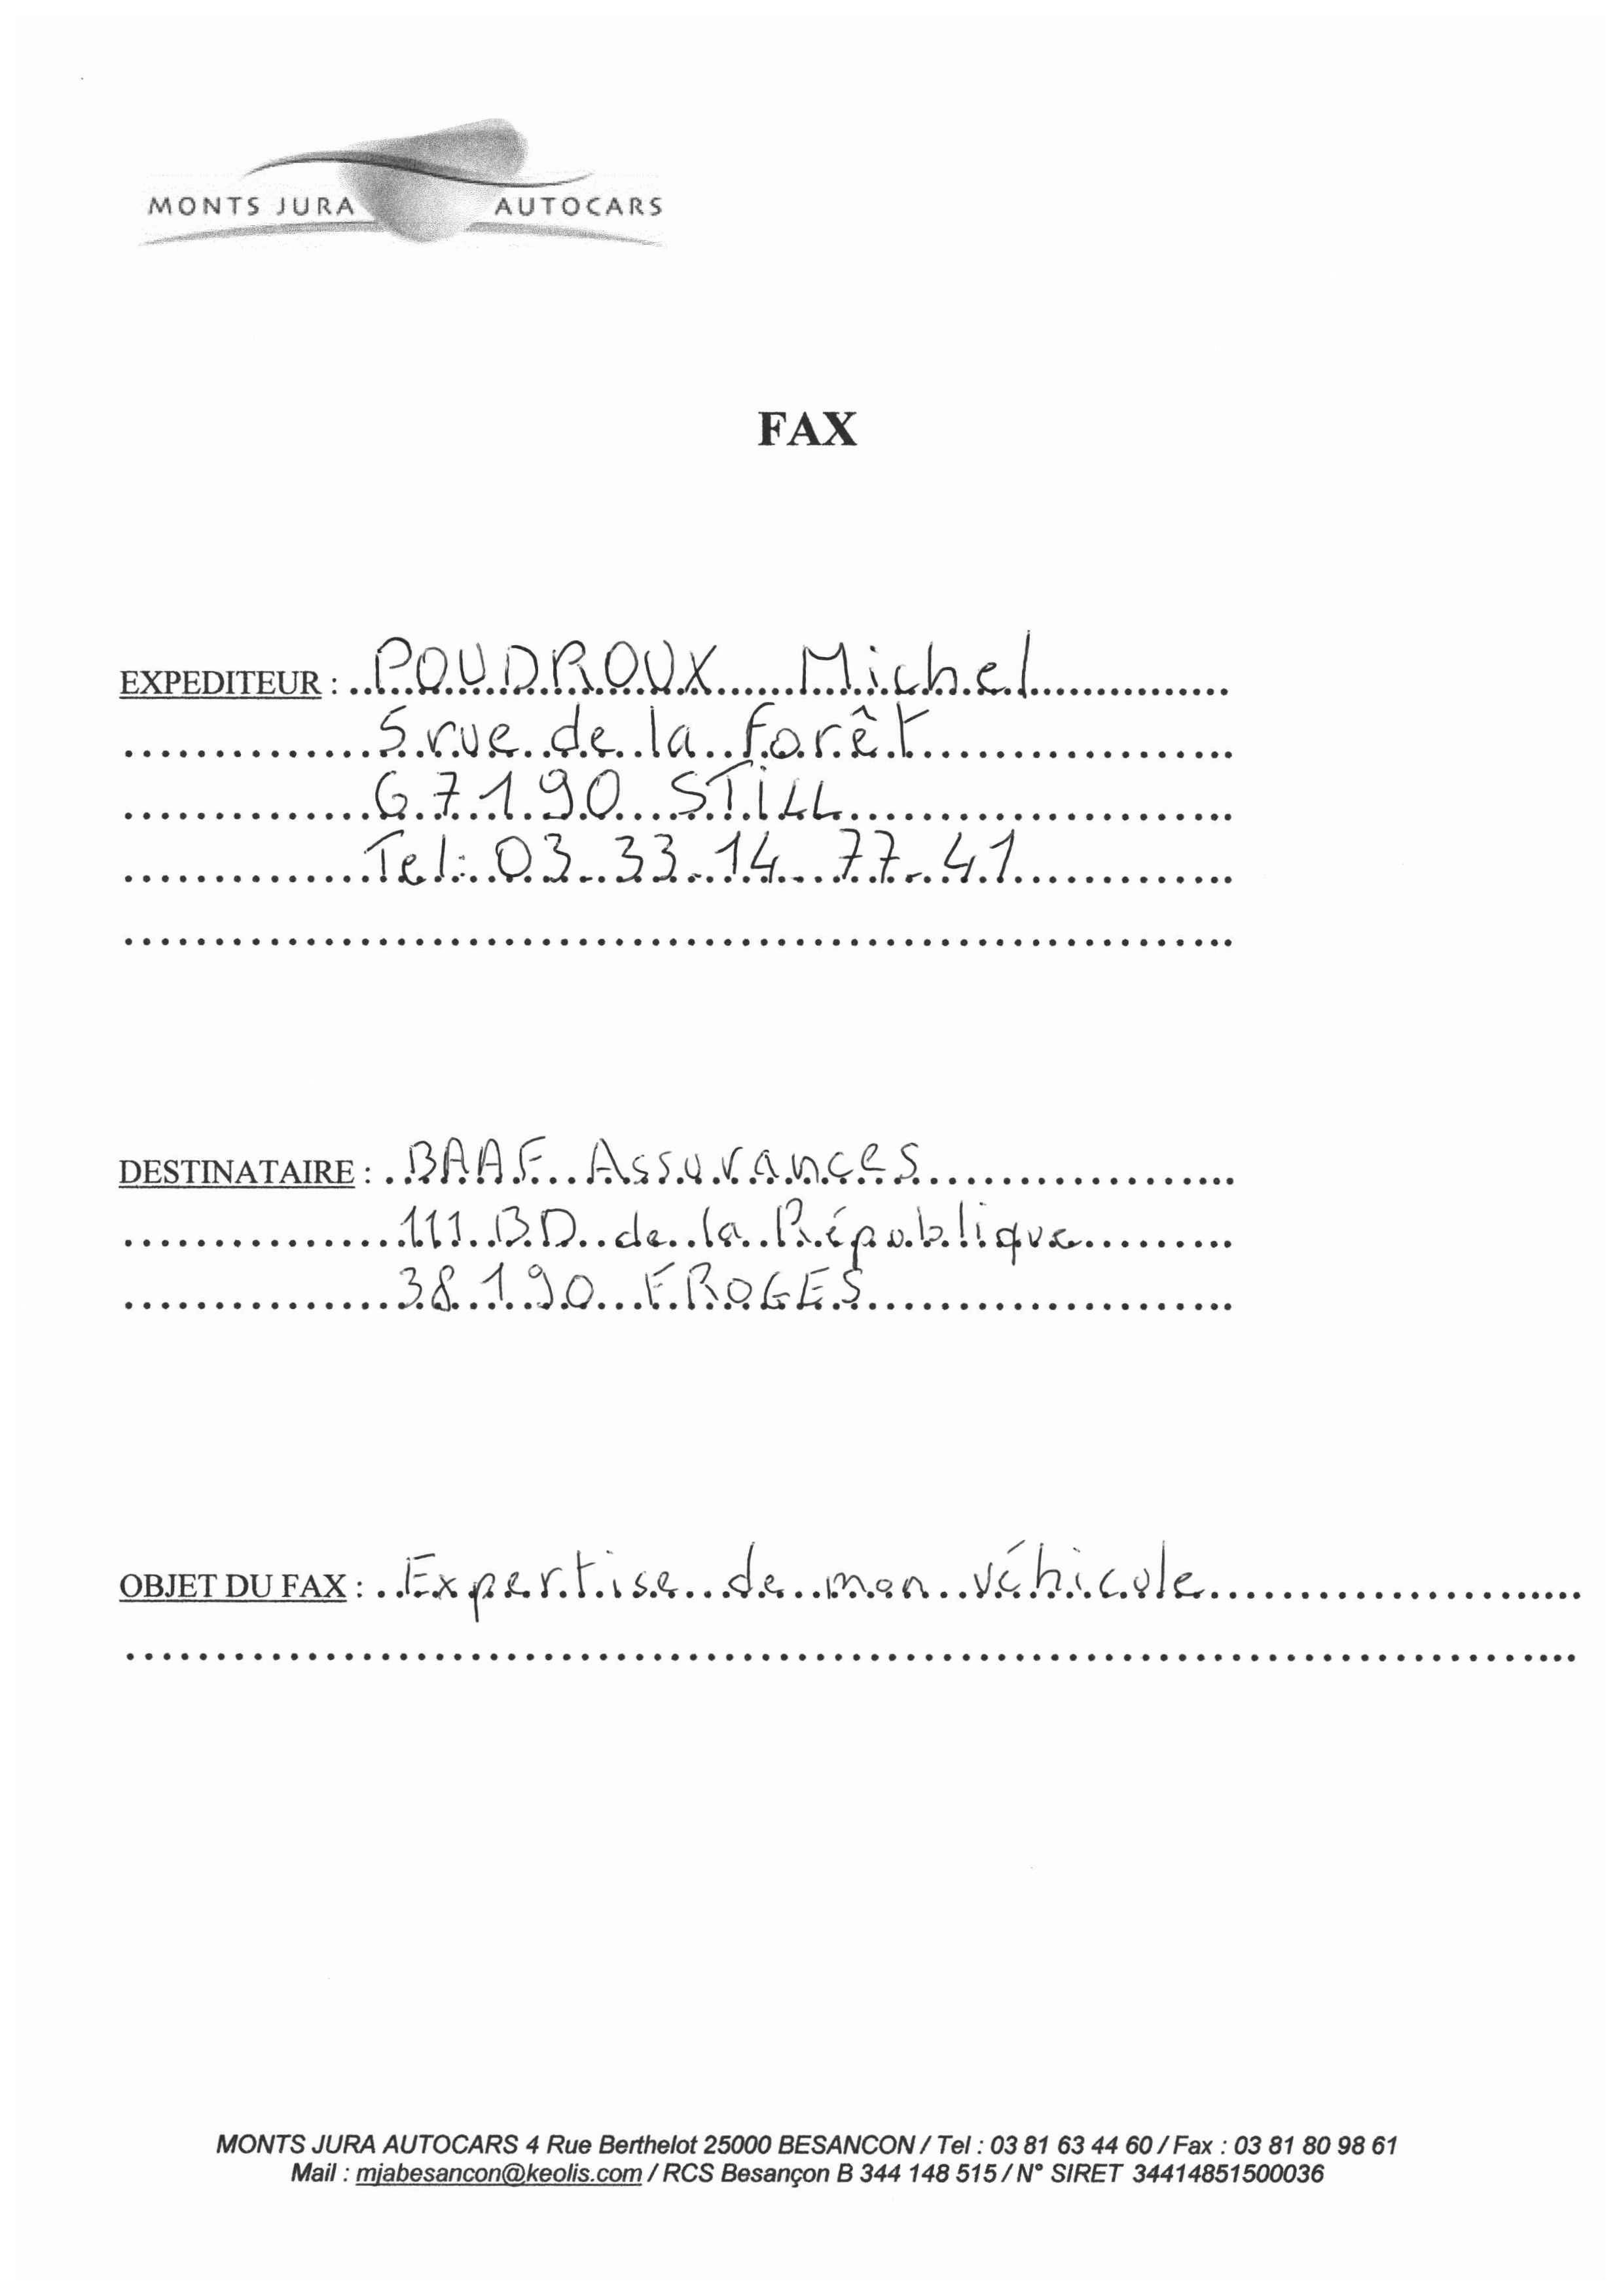 MONTS JURA AUTOCARS
FAX
EXPEDITEUR : POUDROUX Michel
5 rue de la forêt
67190 STiLL
Tel: 03 33 14 77 41
DESTINATAIRE : BAAF Assurances
111 BD de la République
38190 FROGES
OBJET DU FAX : Expertise de mon véhicule
MONTS JURA AUTOCARS 4 Rue Berthelot 25000 BESANCON / Tel : 03 81 63 44 60 / Fax : 03 81 80 98 61
Mail : mjabesancon@keolis.com / RCS Besançon B 344 148 515 / N° SIRET 34414851500036